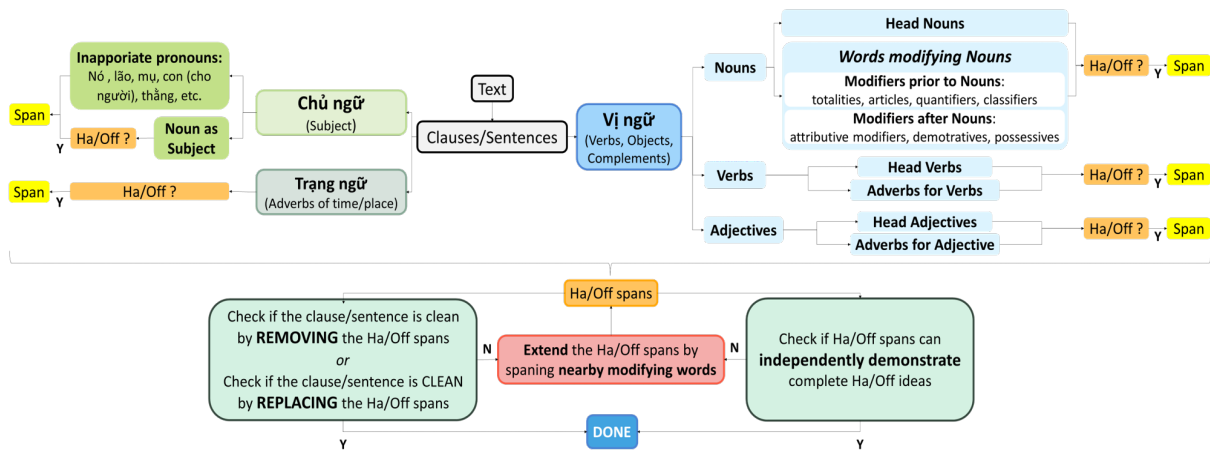 Inapporiate pronouns:
Nó , lão, mụ, con (cho
người), thằng, etc.
Span
Ha/Off ?
Y
Noun as
Subject
Chủ ngữ
(Subject)
Span
Ha/Off ?
Y
Trạng ngữ
(Adverbs of time/place)
Text
Clauses/Sentences
Vị ngữ
(Verbs, Objects,
Complements)
Nouns
Head Nouns
Words modifying Nouns
Modifiers prior to Nouns:
totalities, articles, quantifiers, classifiers
Modifiers after Nouns:
attributive modifiers, demotratives, possessives
Ha/Off ?
Y
Span
Verbs
Head Verbs
Adverbs for Verbs
Ha/Off ?
Y
Span
Adjectives
Head Adjectives
Adverbs for Adjective
Ha/Off ?
Y
Span
Ha/Off spans
Check if the clause/sentence is clean
by REMOVING the Ha/Off spans
or
Check if the clause/sentence is CLEAN
by REPLACING the Ha/Off spans
N
Extend the Ha/Off spans by
spaning nearby modifying words
N
Check if Ha/Off spans can
independently demonstrate
complete Ha/Off ideas
Y
DONE
Y